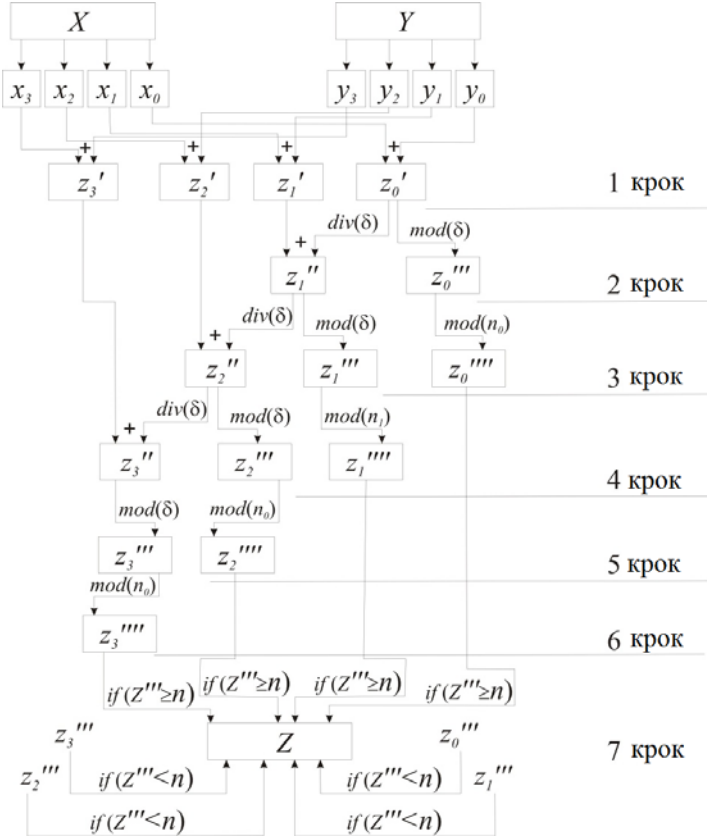 X Y
x₃ x₂ x₁ x₀ y₃ y₂ y₁ y₀
+ + + +
z₃' z₂' z₁' z₀' 1 крок
div(δ) mod(δ)
+
z₁'' z₀''' 2 крок
div(δ) mod(δ) mod(n₀)
+
z₂'' z₁''' z₀'''' 3 крок
div(δ) mod(δ) mod(n₁)
+
z₃'' z₂''' z₁'''' 4 крок
mod(δ) mod(n₀)
z₃''' z₂'''' 5 крок
mod(n₀)
z₃'''' 6 крок
if(Z'''≥n) if(Z'''≥n) if(Z'''≥n) if(Z'''≥n)
z₃''' Z z₀''' 7 крок
z₂''' if(Z'''<n) if(Z'''<n) z₁'''
if(Z'''<n) if(Z'''<n)